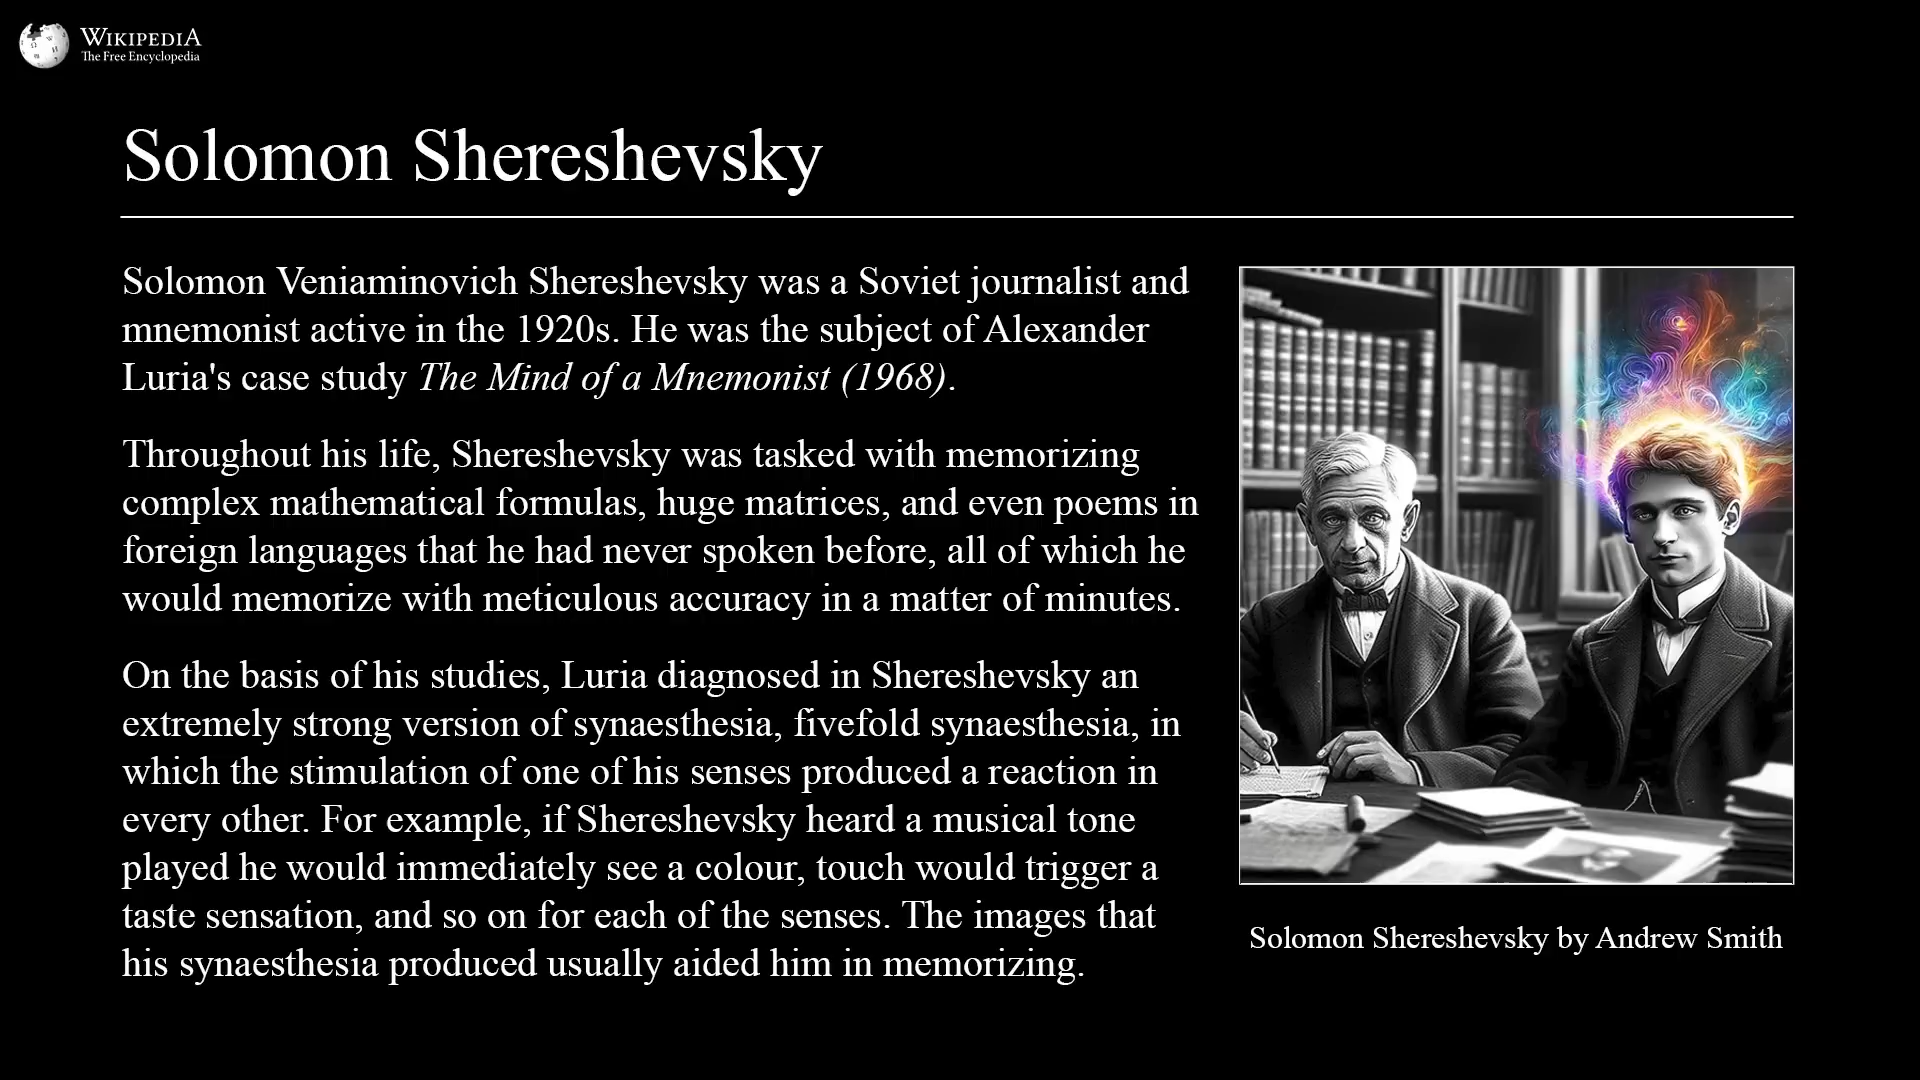 WIKIPEDIA
The Free Encyclopedia
Solomon Shereshevsky
Solomon Veniaminovich Shereshevsky was a Soviet journalist and
mnemonist active in the 1920s. He was the subject of Alexander
Luria's case study The Mind of a Mnemonist (1968).
Throughout his life, Shereshevsky was tasked with memorizing
complex mathematical formulas, huge matrices, and even poems in
foreign languages that he had never spoken before, all of which he
would memorize with meticulous accuracy in a matter of minutes.
On the basis of his studies, Luria diagnosed in Shereshevsky an
extremely strong version of synaesthesia, fivefold synaesthesia, in
which the stimulation of one of his senses produced a reaction in
every other. For example, if Shereshevsky heard a musical tone
played he would immediately see a colour, touch would trigger a
taste sensation, and so on for each of the senses. The images that
his synaesthesia produced usually aided him in memorizing.
Solomon Shereshevsky by Andrew Smith